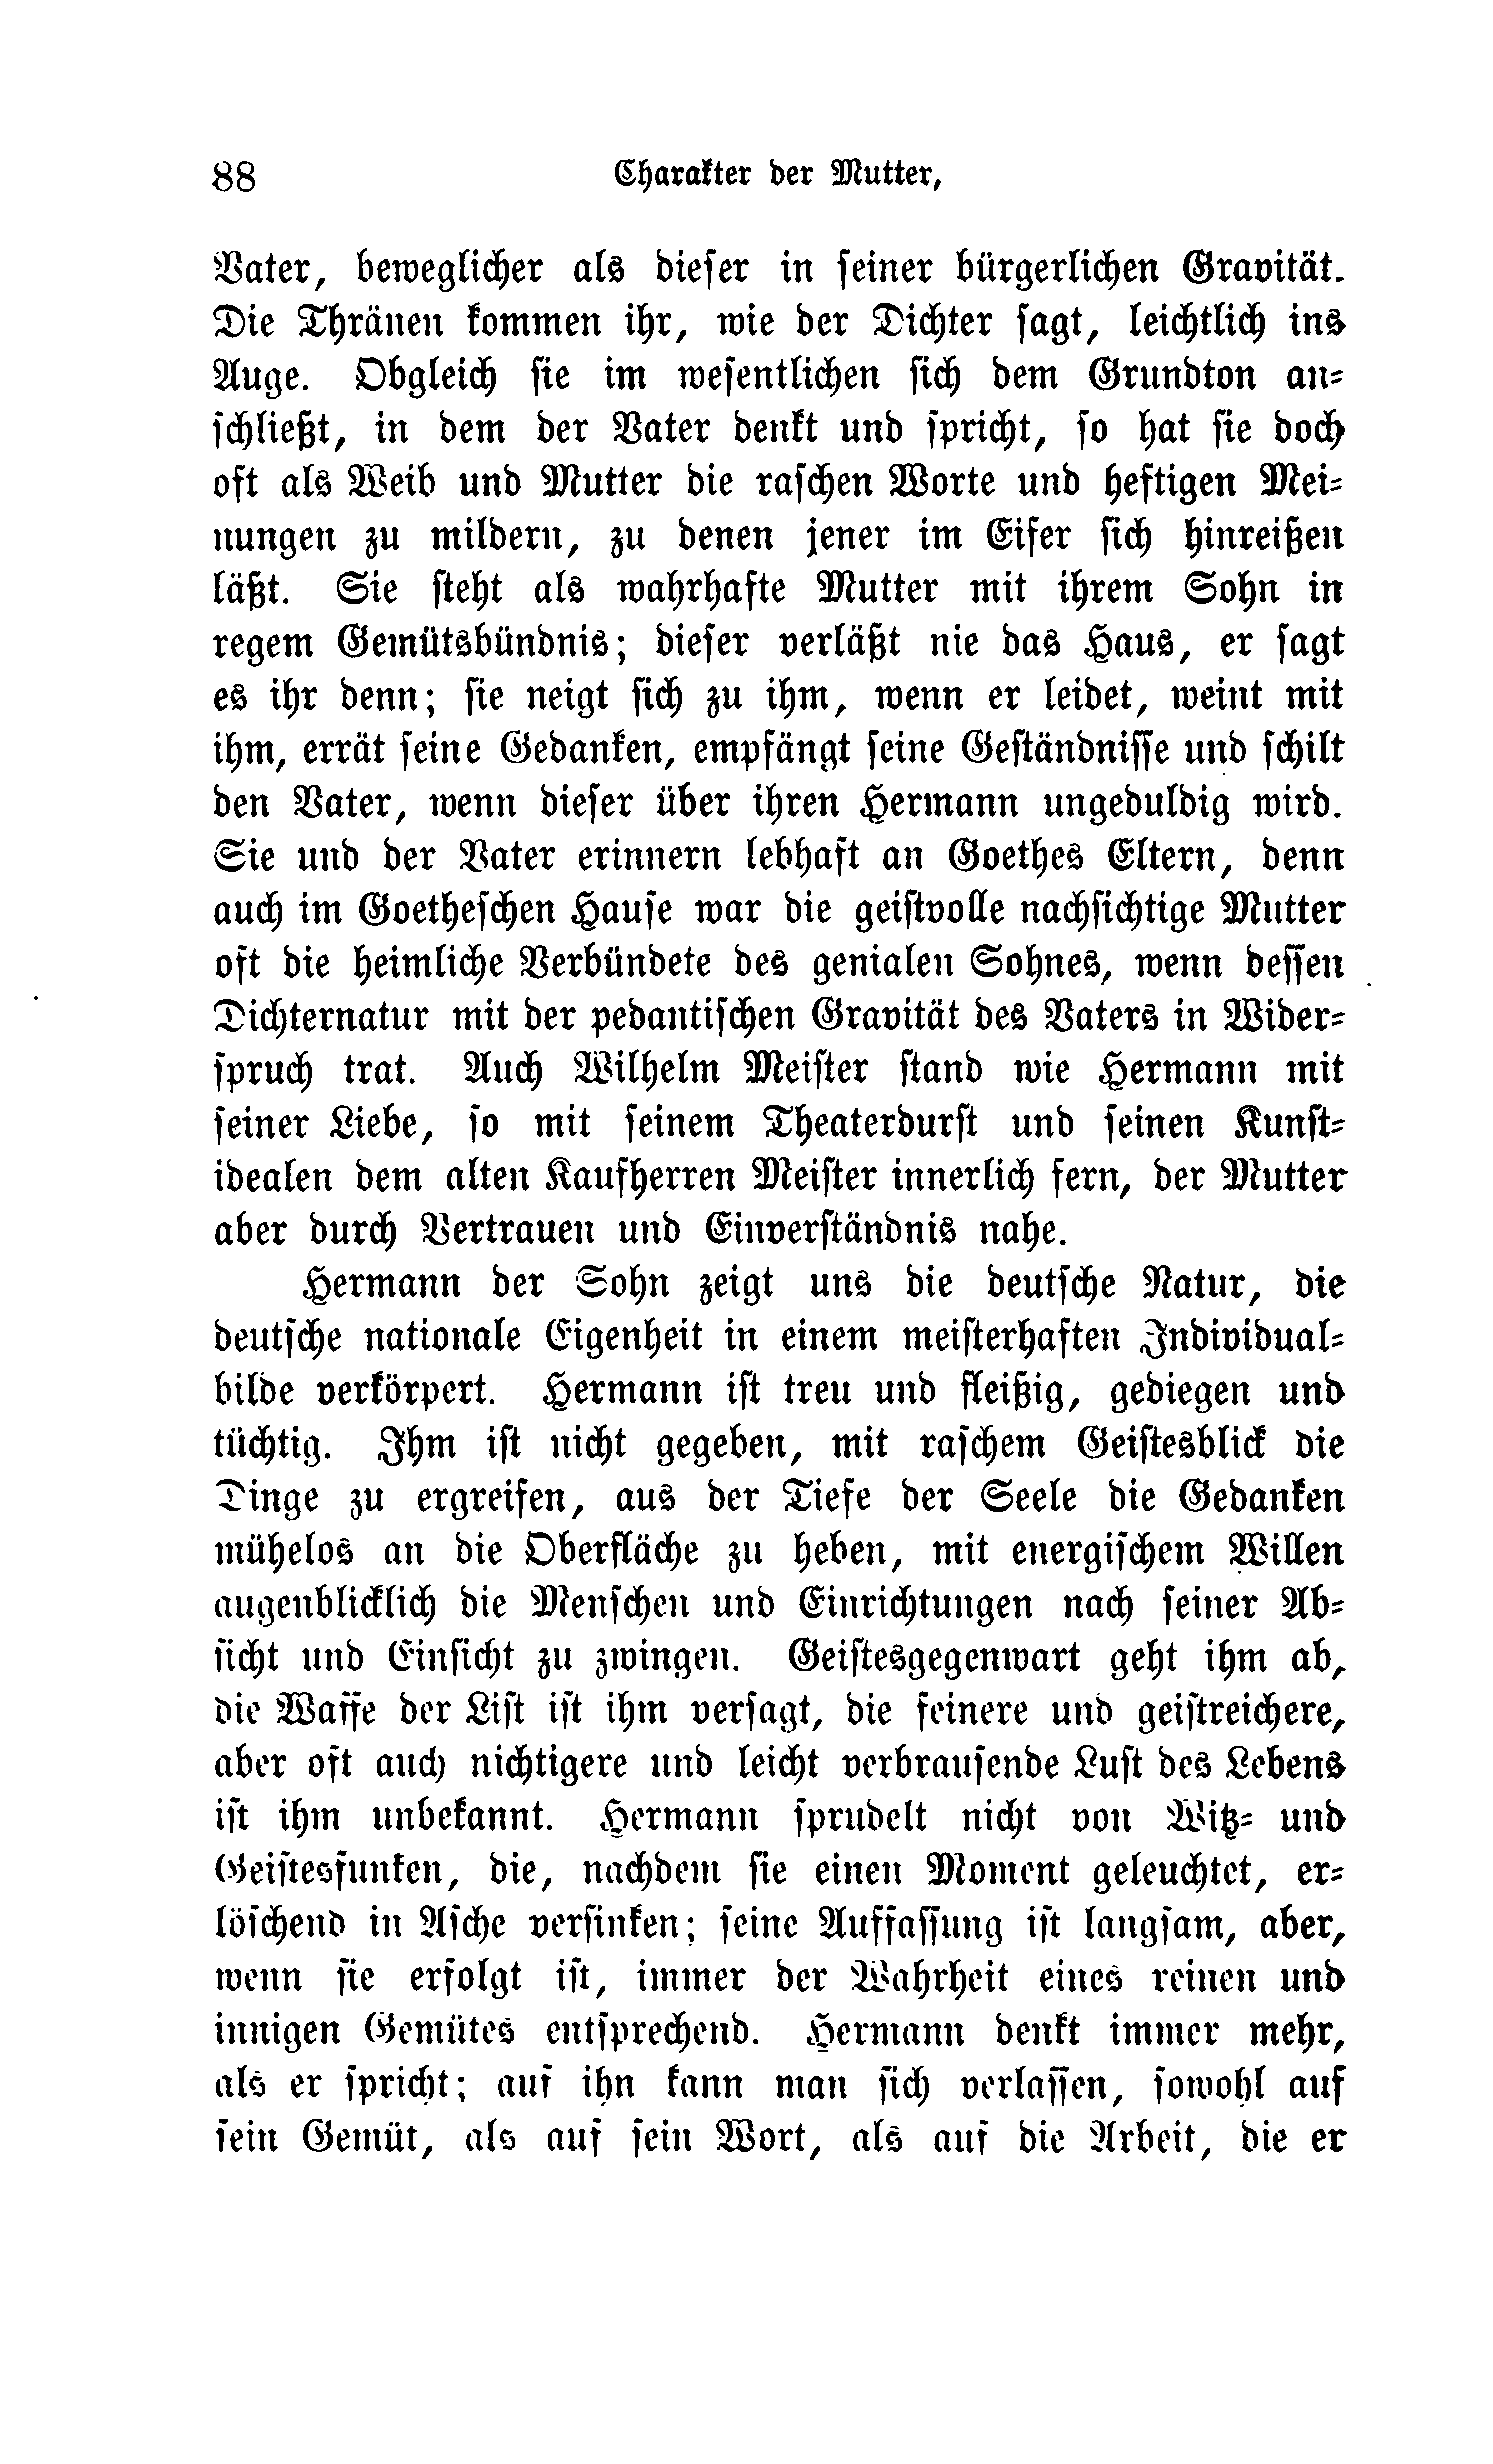 88 Charakter der Mutter,
Vater, beweglicher als dieser in seiner bürgerlichen Gravität.
Die Thränen kommen ihr, wie der Dichter sagt, leichtlich ins
Auge. Obgleich sie im wesentlichen sich dem Grundton an-
schließt, in dem der Vater denkt und spricht, so hat sie doch
oft als Weib und Mutter die raschen Worte und heftigen Mei-
nungen zu mildern, zu denen jener im Eifer sich hinreißen
läßt. Sie steht als wahrhafte Mutter mit ihrem Sohn in
regem Gemütsbündnis; dieser verläßt nie das Haus, er sagt
es ihr denn; sie neigt sich zu ihm, wenn er leidet, weint mit
ihm, errät seine Gedanken, empfängt seine Geständnisse und schilt
den Vater, wenn dieser über ihren Hermann ungeduldig wird.
Sie und der Vater erinnern lebhaft an Goethes Eltern, denn
auch im Goetheschen Hause war die geistvolle nachsichtige Mutter
oft die heimliche Verbündete des genialen Sohnes, wenn dessen
Dichternatur mit der pedantischen Gravität des Vaters in Wider-
spruch trat. Auch Wilhelm Meister stand wie Hermann mit
seiner Liebe, so mit seinem Theaterdurst und seinen Kunst-
idealen dem alten Kaufherren Meister innerlich fern, der Mutter
aber durch Vertrauen und Einverständnis nahe.
Hermann der Sohn zeigt uns die deutsche Natur, die
deutsche nationale Eigenheit in einem meisterhaften Individual-
bilde verkörpert. Hermann ist treu und fleißig, gediegen und
tüchtig. Ihm ist nicht gegeben, mit raschem Geistesblick die
Dinge zu ergreifen, aus der Tiefe der Seele die Gedanken
mühelos an die Oberfläche zu heben, mit energischem Willen
augenblicklich die Menschen und Einrichtungen nach seiner Ab-
sicht und Einsicht zu zwingen. Geistesgegenwart geht ihm ab,
die Waffe der List ist ihm versagt, die feinere und geistreichere,
aber oft auch nichtigere und leicht verbrausende Lust des Lebens
ist ihm unbekannt. Hermann sprudelt nicht von Witz- und
Geistesfunken, die, nachdem sie einen Moment geleuchtet, er-
löschend in Asche versinken; seine Auffassung ist langsam, aber,
wenn sie erfolgt ist, immer der Wahrheit eines reinen und
innigen Gemütes entsprechend. Hermann denkt immer mehr,
als er spricht; auf ihn kann man sich verlassen, sowohl auf
sein Gemüt, als auf sein Wort, als auf die Arbeit, die er